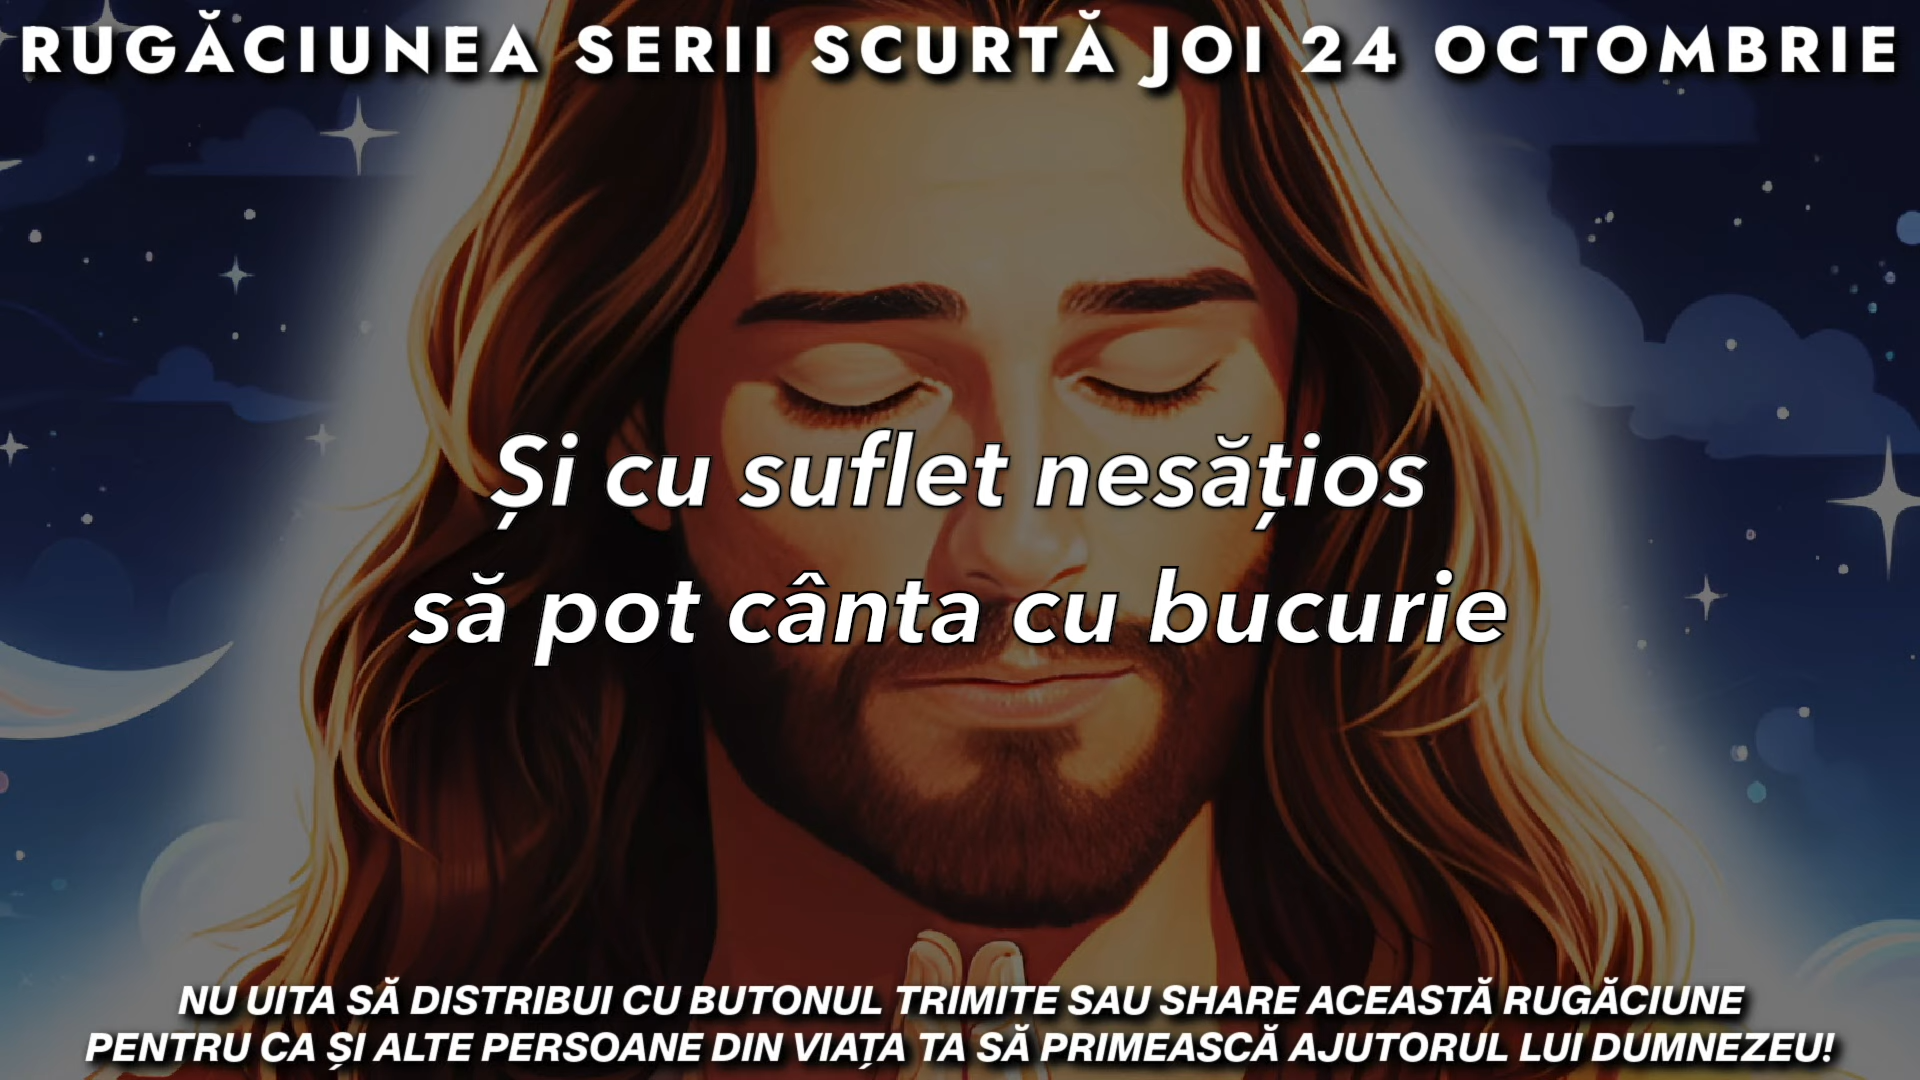 RUGĂCIUNEA SERII SCURTĂ JOI 24 OCTOMBRIE
Și cu suflet nesățios
să pot cânta cu bucurie
NU UITA SĂ DISTRIBUI CU BUTONUL TRIMITE SAU SHARE ACEASTĂ RUGĂCIUNE
PENTRU CA ȘI ALTE PERSOANE DIN VIAȚA TA SĂ PRIMEASCĂ AJUTORUL LUI DUMNEZEU!